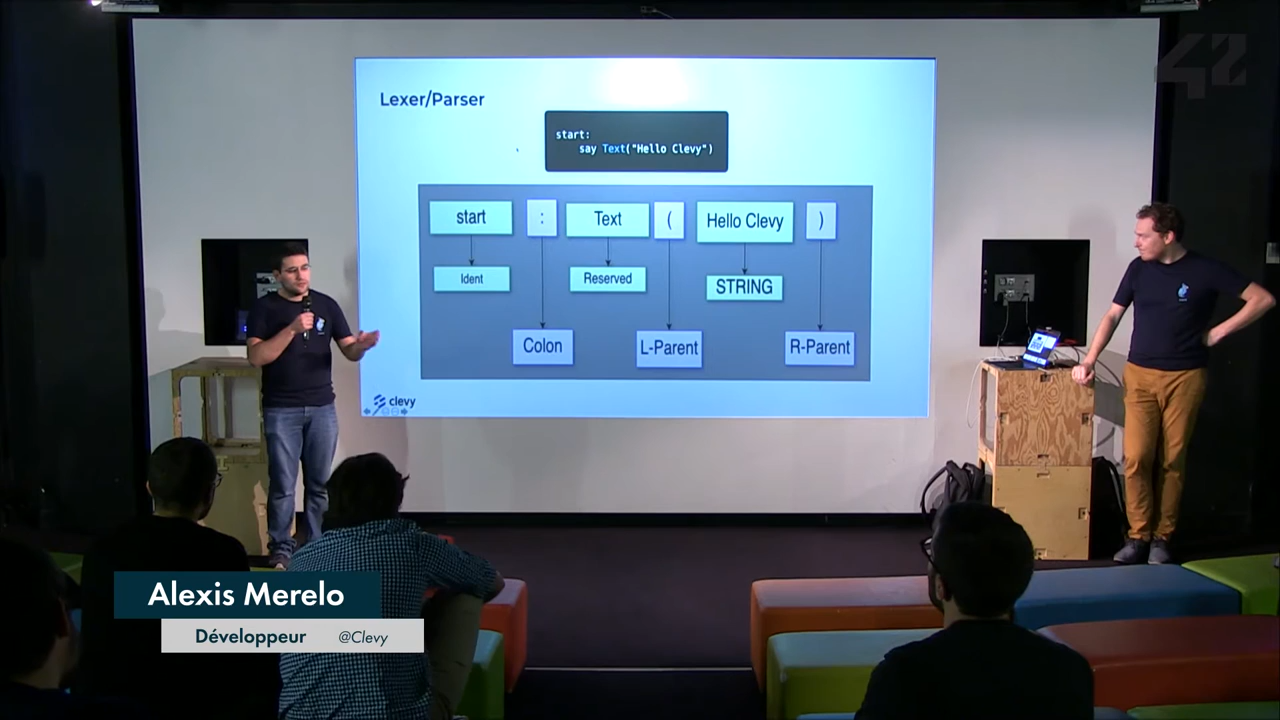 42
Lexer/Parser
start:
say Text("Hello Clevy")
start : Text ( Hello Clevy )
Ident Reserved STRING
Colon L-Parent R-Parent
clevy
Alexis Merelo
Développeur @Clevy